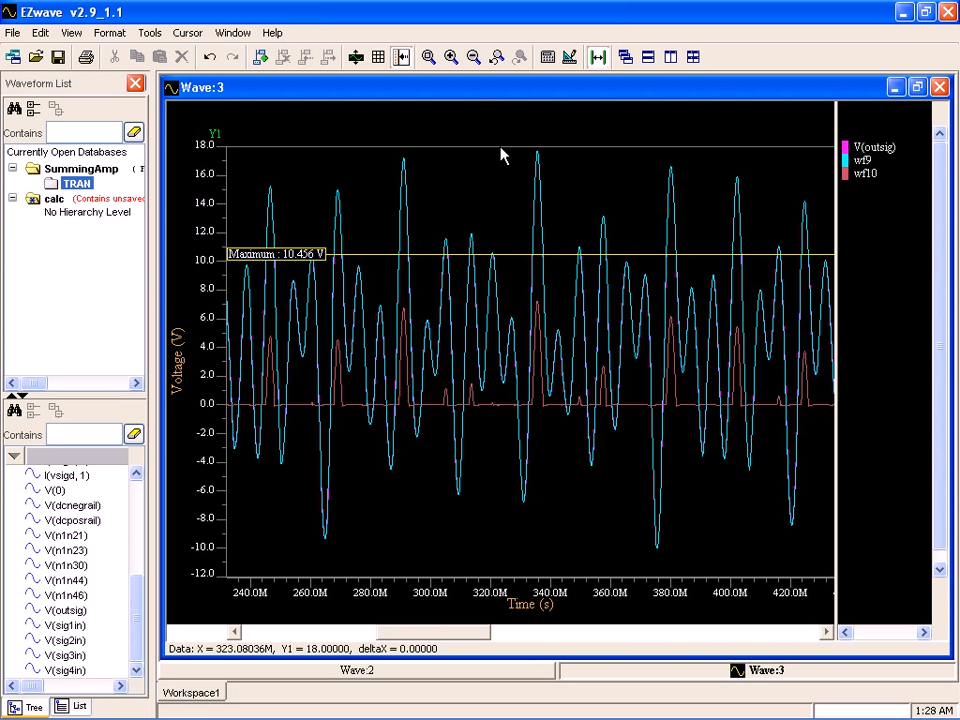 EZwave v2.9_1.1
File Edit View Format Tools Cursor Window Help
Waveform List
Wave:3
Contains
Currently Open Databases
SummingAmp (
TRAN
calc (Contains unsave
No Hierarchy Level
Y1
18.0
16.0
14.0
12.0
10.0
8.0
6.0
4.0
2.0
0.0
-2.0
-4.0
-6.0
-8.0
-10.0
-12.0
Voltage (V)
Maximum : 10.456 V
V(outsig)
wf9
wf10
240.0M 260.0M 280.0M 300.0M 320.0M 340.0M 360.0M 380.0M 400.0M 420.0M
Time (s)
Contains
I(vsigd, 1)
V(0)
V(dcnegrail)
V(dcposrail)
V(n1n21)
V(n1n23)
V(n1n30)
V(n1n44)
V(n1n46)
V(outsig)
V(sig1in)
V(sig2in)
V(sig3in)
V(sig4in)
Tree List
Data: X = 323.08036M, Y1 = 18.00000, deltaX = 0.00000
Wave:2 Wave:3
Workspace1
1:28 AM